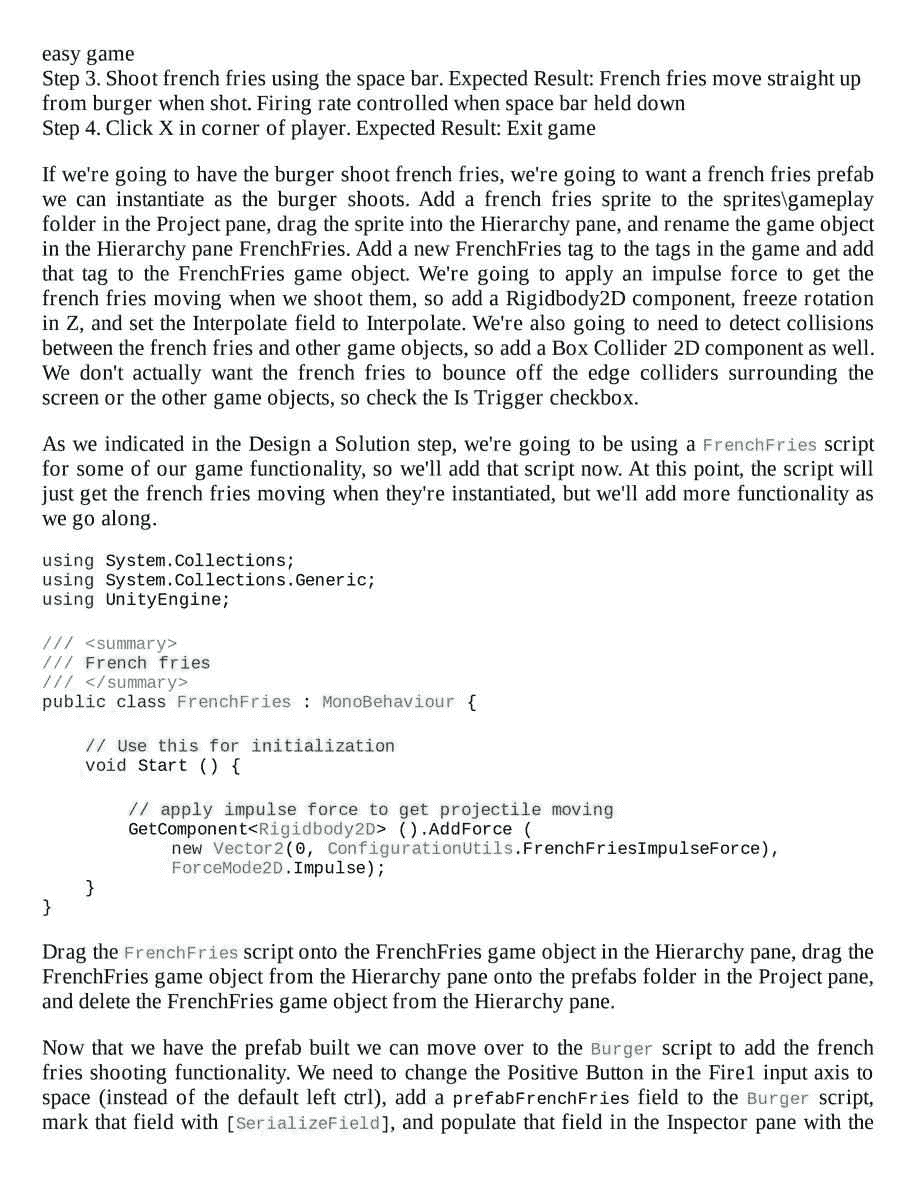 easy game
Step 3. Shoot french fries using the space bar. Expected Result: French fries move straight up
from burger when shot. Firing rate controlled when space bar held down
Step 4. Click X in corner of player. Expected Result: Exit game
If we're going to have the burger shoot french fries, we're going to want a french fries prefab
we can instantiate as the burger shoots. Add a french fries sprite to the sprites\gameplay
folder in the Project pane, drag the sprite into the Hierarchy pane, and rename the game object
in the Hierarchy pane FrenchFries. Add a new FrenchFries tag to the tags in the game and add
that tag to the FrenchFries game object. We're going to apply an impulse force to get the
french fries moving when we shoot them, so add a Rigidbody2D component, freeze rotation
in Z, and set the Interpolate field to Interpolate. We're also going to need to detect collisions
between the french fries and other game objects, so add a Box Collider 2D component as well.
We don't actually want the french fries to bounce off the edge colliders surrounding the
screen or the other game objects, so check the Is Trigger checkbox.
As we indicated in the Design a Solution step, we're going to be using a FrenchFries script
for some of our game functionality, so we'll add that script now. At this point, the script will
just get the french fries moving when they're instantiated, but we'll add more functionality as
we go along.
using System.Collections;
using System.Collections.Generic;
using UnityEngine;
/// <summary>
/// French fries
/// </summary>
public class FrenchFries : MonoBehaviour {
    // Use this for initialization
    void Start () {
        // apply impulse force to get projectile moving
        GetComponent<Rigidbody2D> ().AddForce (
            new Vector2(0, ConfigurationUtils.FrenchFriesImpulseForce),
            ForceMode2D.Impulse);
    }
}
Drag the FrenchFries script onto the FrenchFries game object in the Hierarchy pane, drag the
FrenchFries game object from the Hierarchy pane onto the prefabs folder in the Project pane,
and delete the FrenchFries game object from the Hierarchy pane.
Now that we have the prefab built we can move over to the Burger script to add the french
fries shooting functionality. We need to change the Positive Button in the Fire1 input axis to
space (instead of the default left ctrl), add a prefabFrenchFries field to the Burger script,
mark that field with [SerializeField], and populate that field in the Inspector pane with the